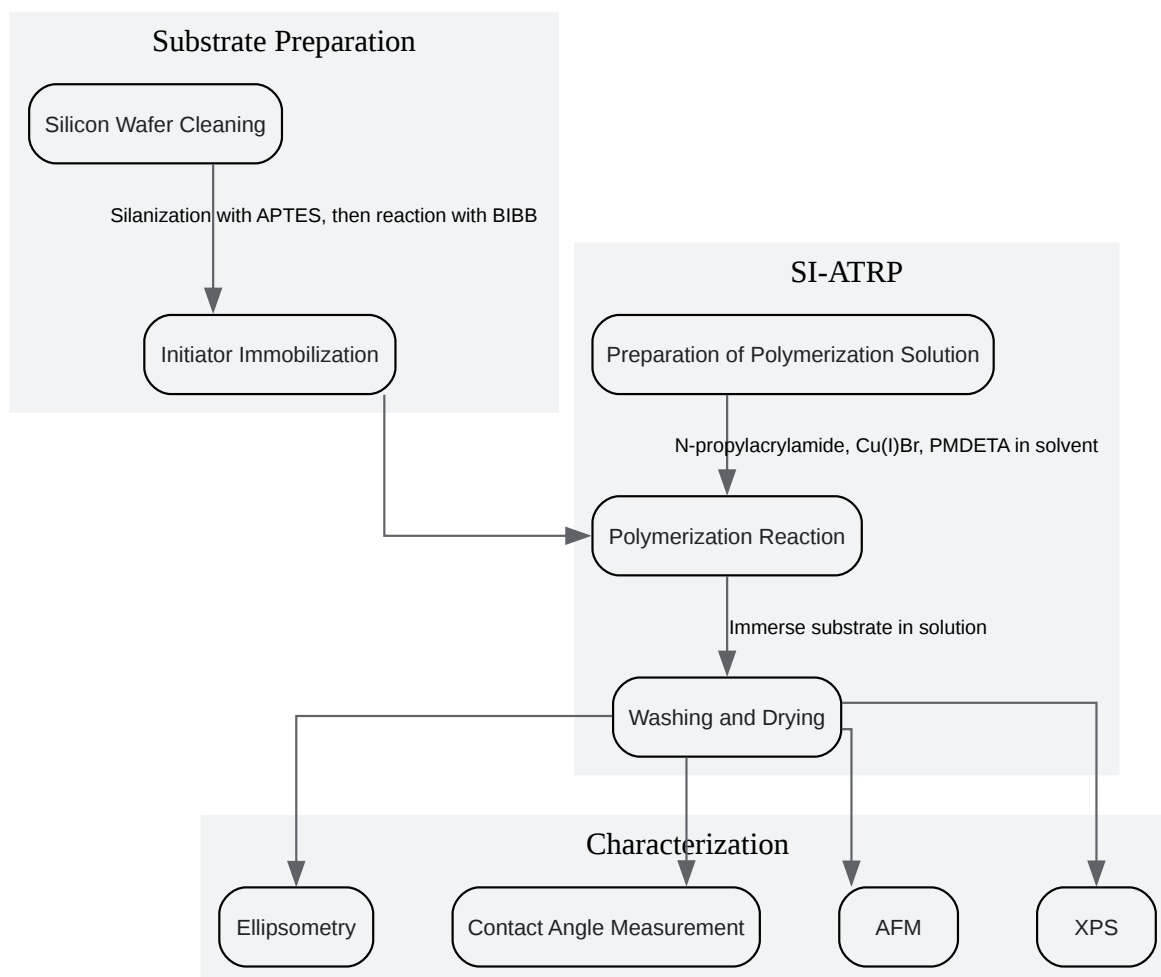 Substrate Preparation
Silicon Wafer Cleaning
Silanization with APTES, then reaction with BIBB
Initiator Immobilization
SI-ATRP
Preparation of Polymerization Solution
N-propylacrylamide, Cu(I)Br, PMDETA in solvent
Polymerization Reaction
Immerse substrate in solution
Washing and Drying
Characterization
Ellipsometry
Contact Angle Measurement
AFM
XPS